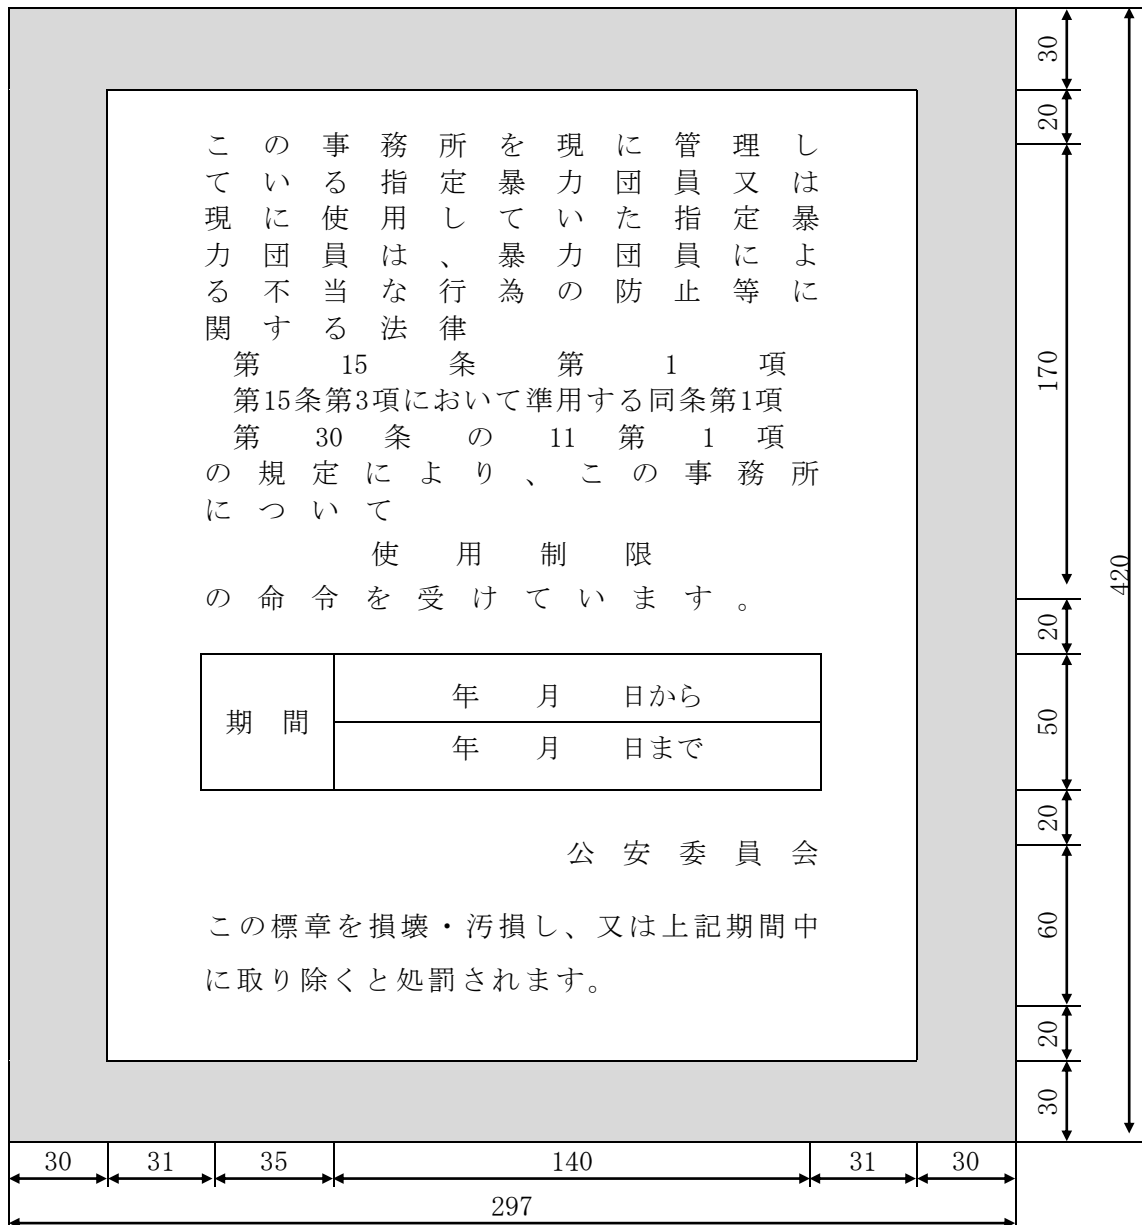 この事務所を現に管理し
ている指定暴力団員又は
現に使用していた指定暴
力団員は、暴力団員によ
る不当な行為の防止等に
関する法律
第15条第1項
第15条第3項において準用する同条第1項
第30条の11第1項
の規定により、この事務所
について
使用制限
の命令を受けています。
期間
年 月 日から
年 月 日まで
公安委員会
この標章を損壊・汚損し、又は上記期間中
に取り除くと処罰されます。
30
20
170
20
50
20
60
20
30
420
30 31 35 140 31 30
297